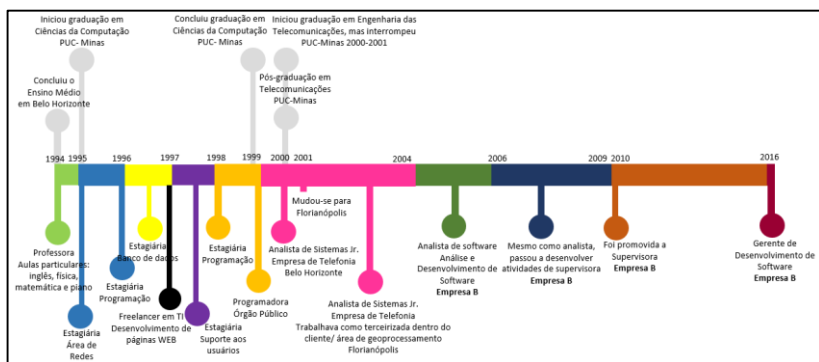 Iniciou graduação em
Ciências da Computação
PUC- Minas
Concluiu graduação em
Ciências da Computação
PUC- Minas
Iniciou graduação em Engenharia das
Telecomunicações, mas interrompeu
PUC-Minas 2000-2001
Concluiu o
Ensino Médio
em Belo Horizonte
Pós-graduação em
Telecomunicações
PUC-Minas
1994 1995 1996 1997 1998 1999 2000 2001 2004 2006 2009 2010 2016
Mudou-se para
Florianópolis
Professora
Aulas particulares:
inglês, física,
matemática e piano
Estagiária
Área de
Redes
Estagiária
Programação
Estagiária
Banco de dados
Freelancer em TI
Desenvolvimento de
páginas WEB
Estagiária
Suporte aos
usuários
Estagiária
Programação
Programadora
Órgão Público
Analista de Sistemas Jr.
Empresa de Telefonia
Belo Horizonte
Analista de Sistemas Jr.
Empresa de Telefonia
Trabalhava como terceirizada dentro do
cliente/ área de geoprocessamento
Florianópolis
Analista de software
Análise e
Desenvolvimento de
Software
Empresa B
Mesmo como analista,
passou a desenvolver
atividades de supervisora
Empresa B
Foi promovida a
Supervisora
Empresa B
Gerente de
Desenvolvimento de
Software
Empresa B